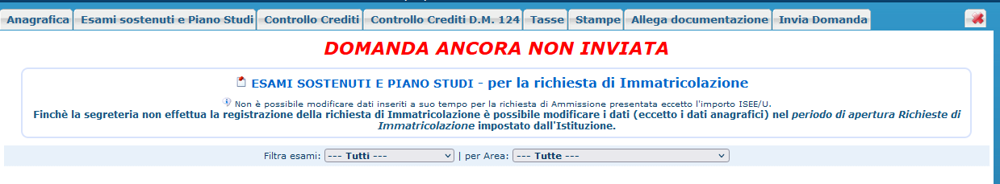 Anagrafica Esami sostenuti e Piano Studi Controllo Crediti Controllo Crediti D.M. 124 Tasse Stampe Allega documentazione Invia Domanda
DOMANDA ANCORA NON INVIATA
ESAMI SOSTENUTI E PIANO STUDI - per la richiesta di Immatricolazione
Non è possibile modificare dati inseriti a suo tempo per la richiesta di Ammissione presentata eccetto l'importo ISEE/U.
Finchè la segreteria non effettua la registrazione della richiesta di Immatricolazione è possibile modificare i dati (eccetto i dati anagrafici) nel periodo di apertura Richieste di
Immatricolazione impostato dall'Istituzione.
Filtra esami: --- Tutti --- | per Area: --- Tutte ---